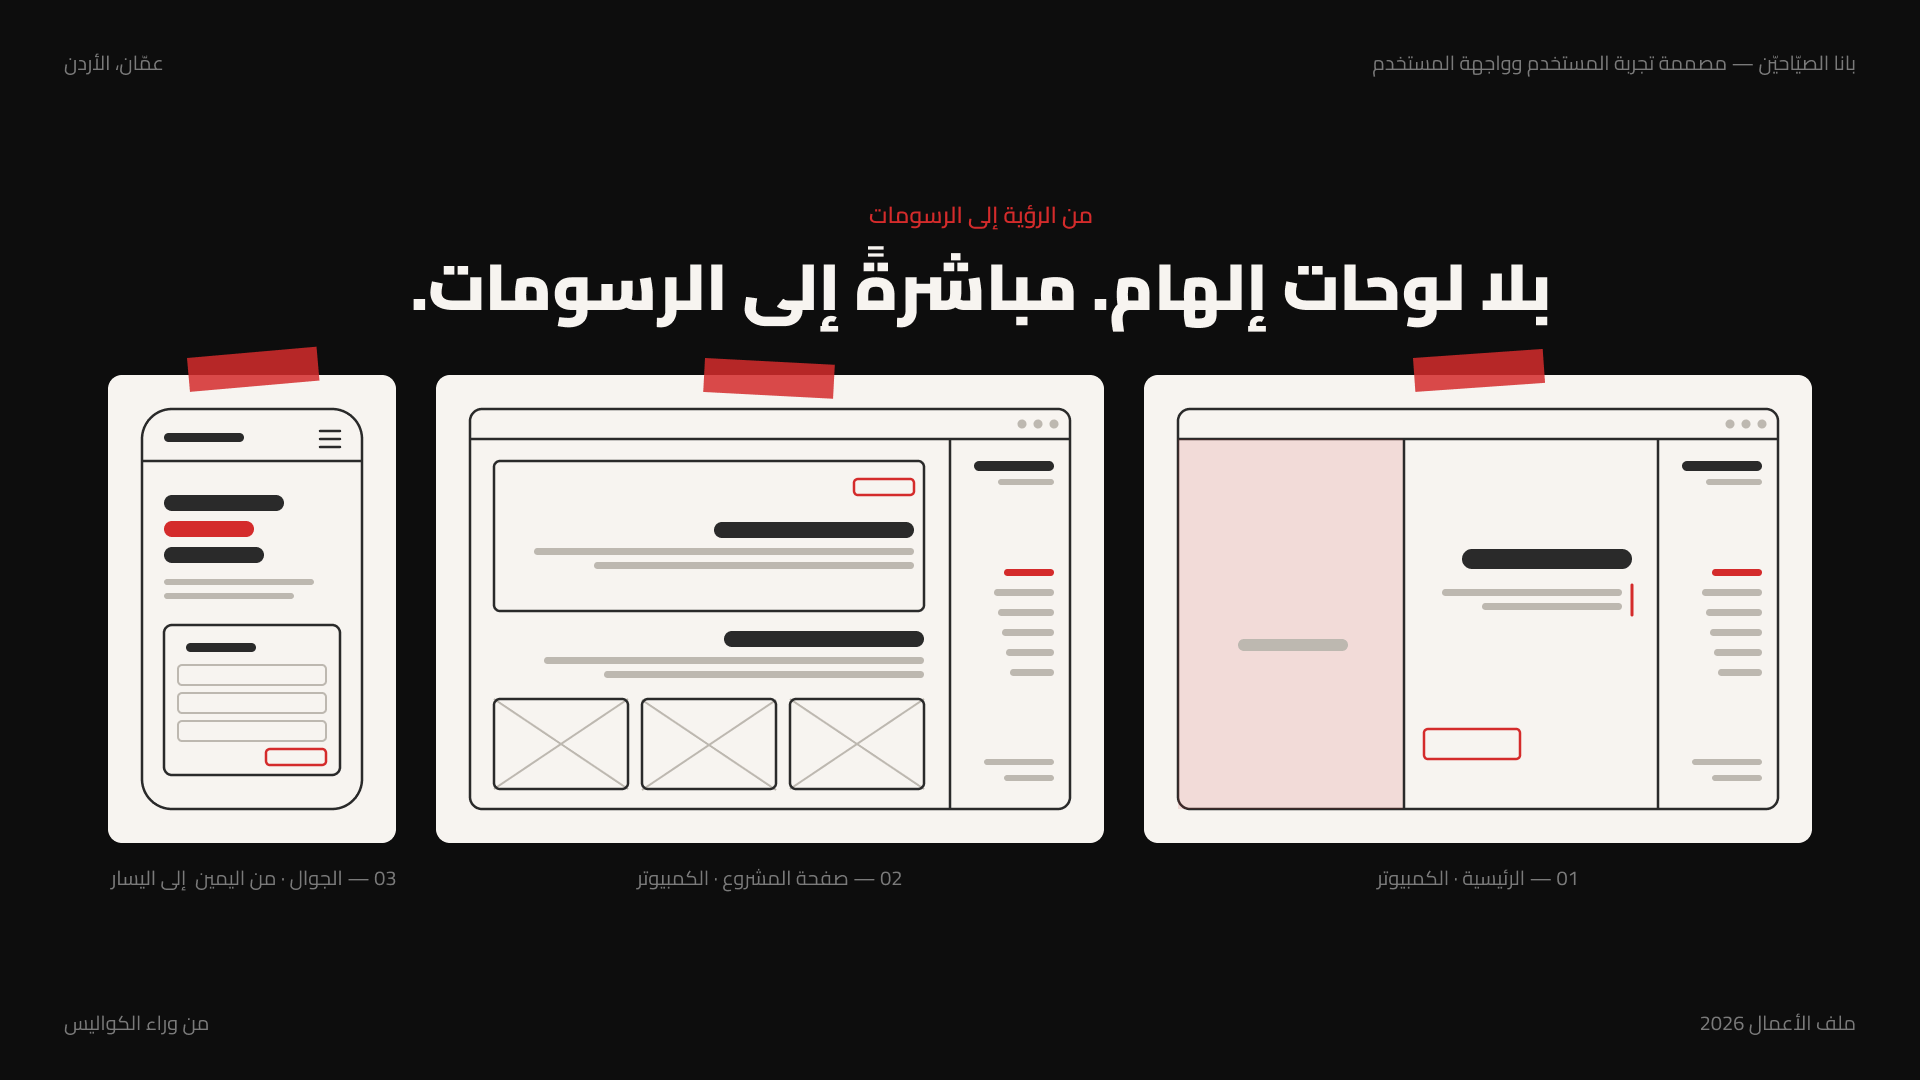 بانا الصيّاحيّن — مصممة تجربة المستخدم وواجهة المستخدم
عمّان، الأردن
من الرؤية إلى الرسومات
بلا لوحات إلهام. مباشرةً إلى الرسومات.
01 — الرئيسية · الكمبيوتر
02 — صفحة المشروع · الكمبيوتر
03 — الجوال · من اليمين إلى اليسار
ملف الأعمال 2026
من وراء الكواليس